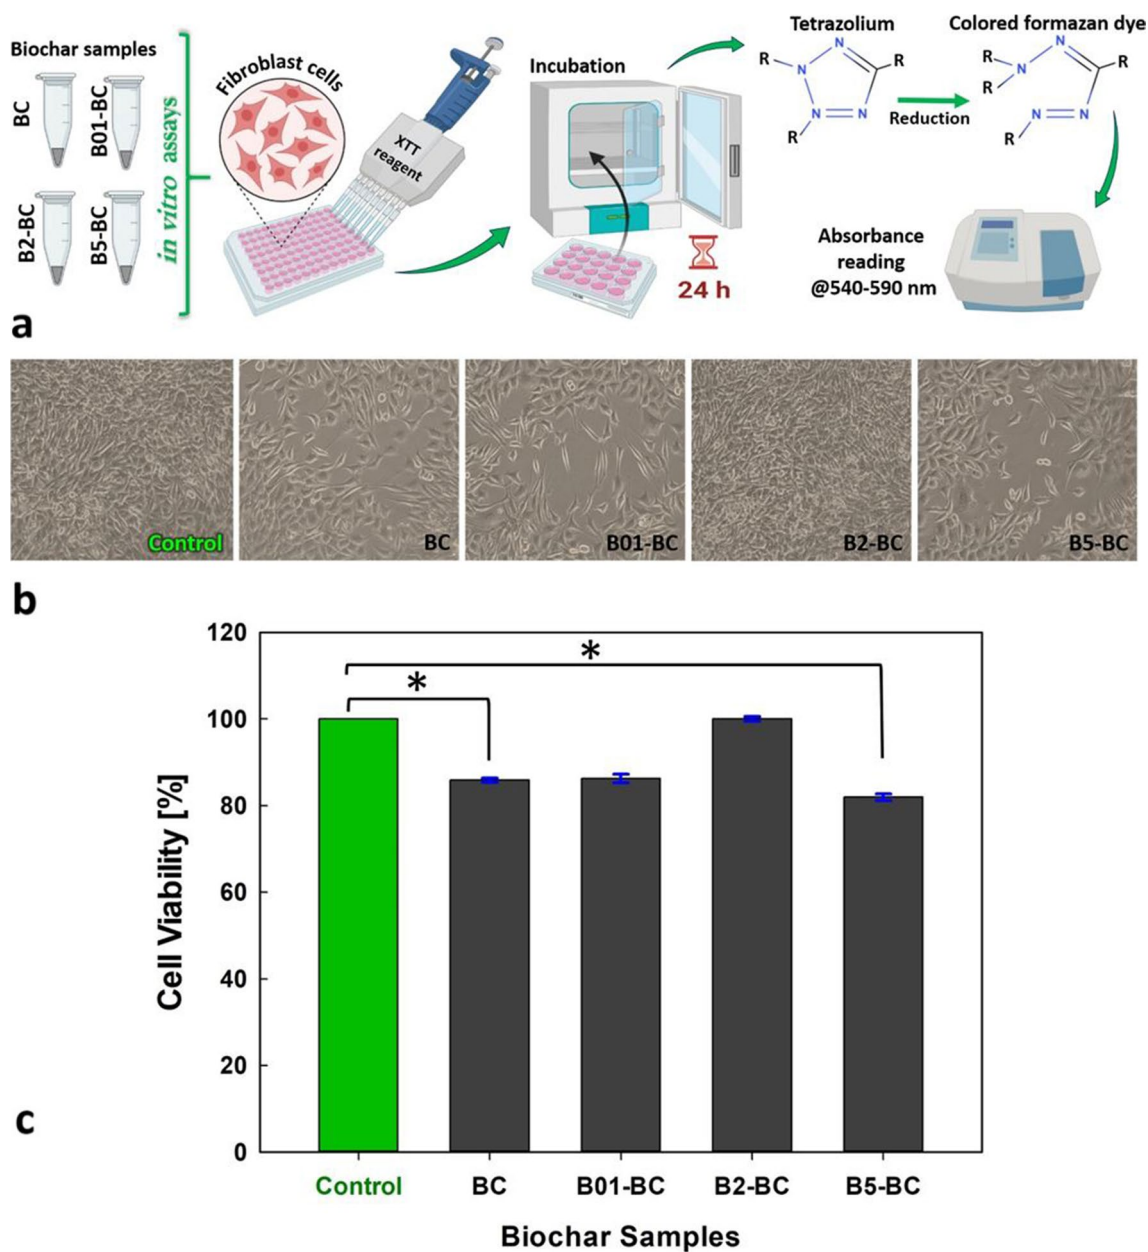 Biochar samples
BC
B01-BC
B2-BC
B5-BC
in vitro assays
Fibroblast cells
XTT
reagent
Incubation
24 h
Tetrazolium
Colored formazan dye
R
N
N
N
N
R
R
Reduction
R
R
N
N
N
N
R
R
Absorbance
reading
@540-590 nm
a
Control
BC
B01-BC
B2-BC
B5-BC
b
120
100
80
60
40
20
0
Cell Viability [%]
*
*
c
Control
BC
B01-BC
B2-BC
B5-BC
Biochar Samples